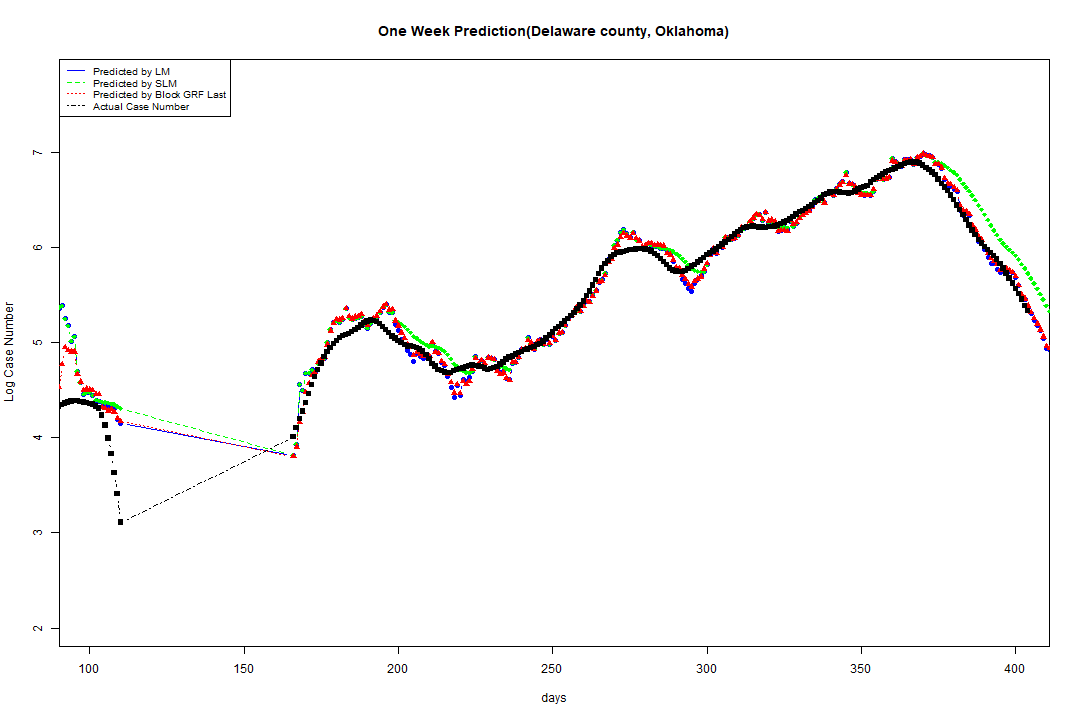 One Week Prediction(Delaware county, Oklahoma)
Predicted by LM
Predicted by SLM
Predicted by Block GRF Last
Actual Case Number
7
6
5
4
3
2
Log Case Number
100 150 200 250 300 350 400
days